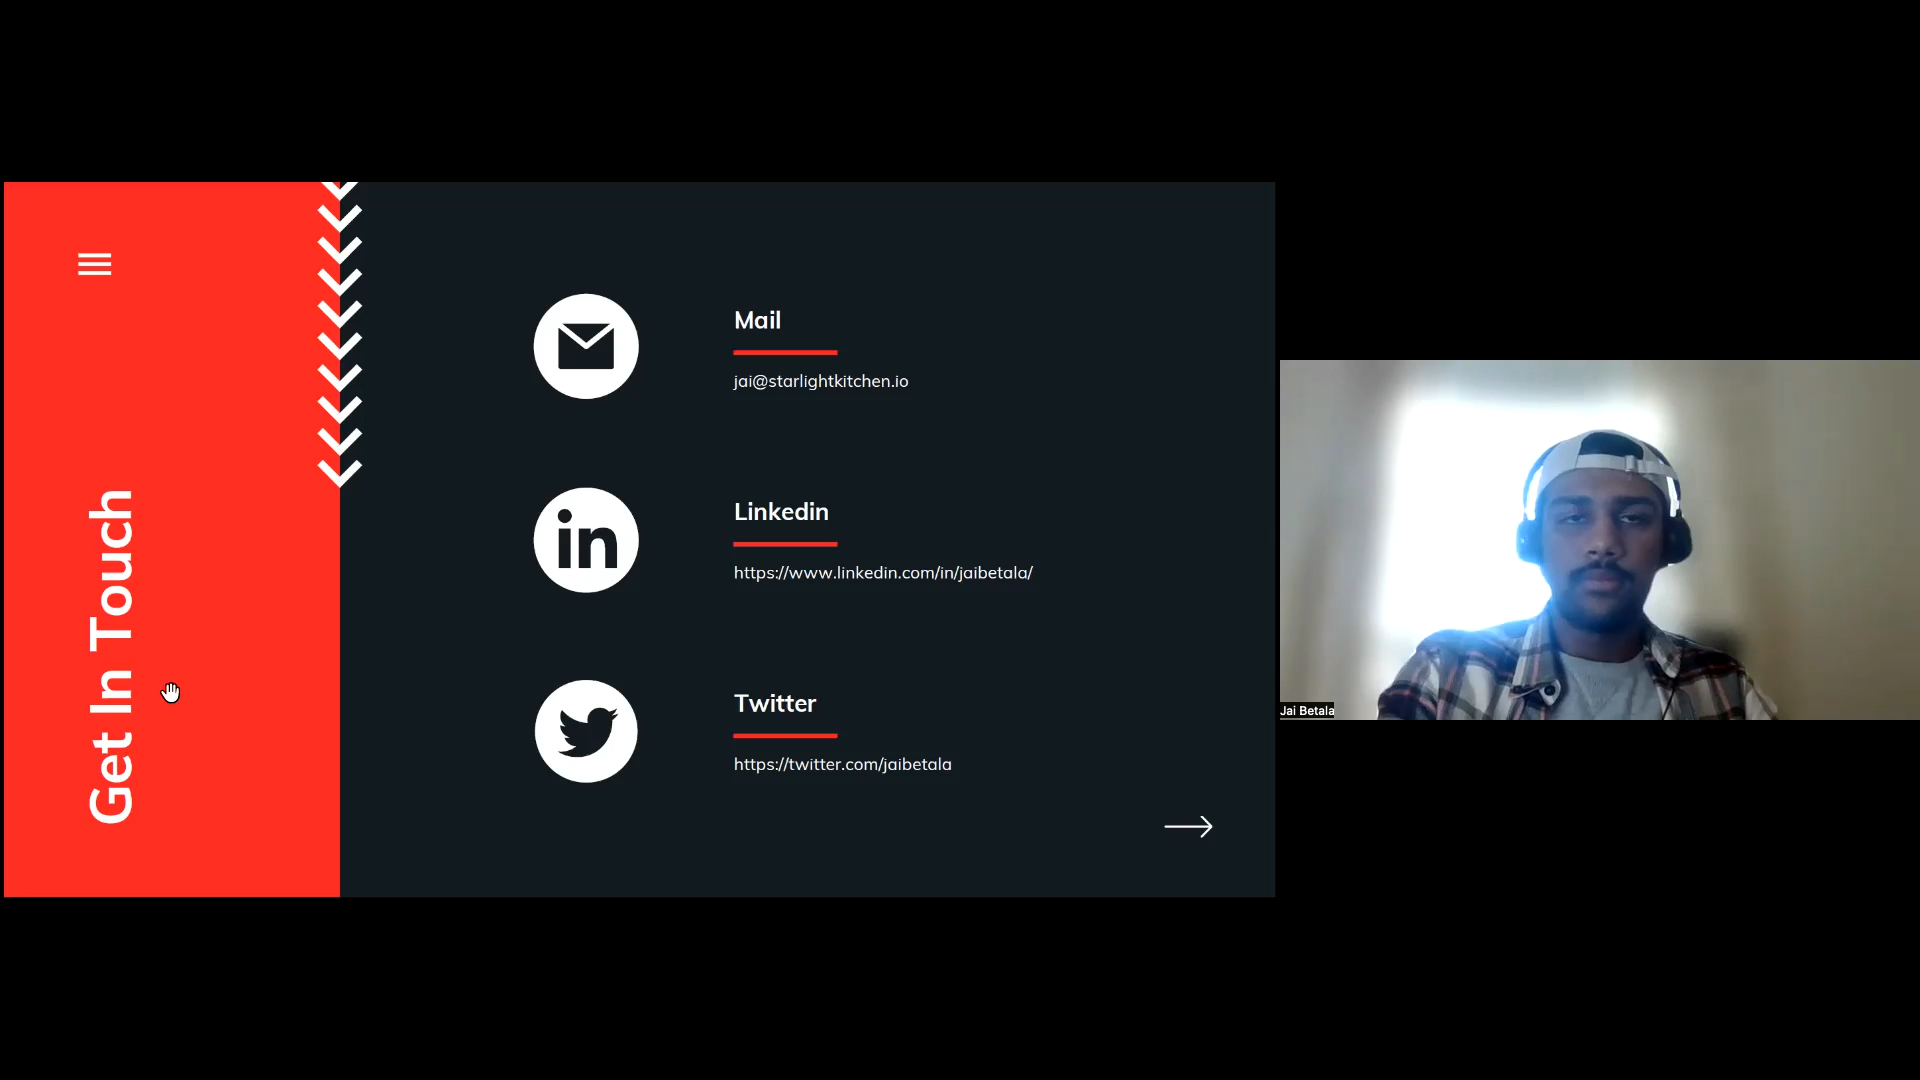 Get In Touch
Mail
jai@starlightkitchen.io
in
Linkedin
https://www.linkedin.com/in/jaibetala/
Twitter
https://twitter.com/jaibetala
Jai Betala